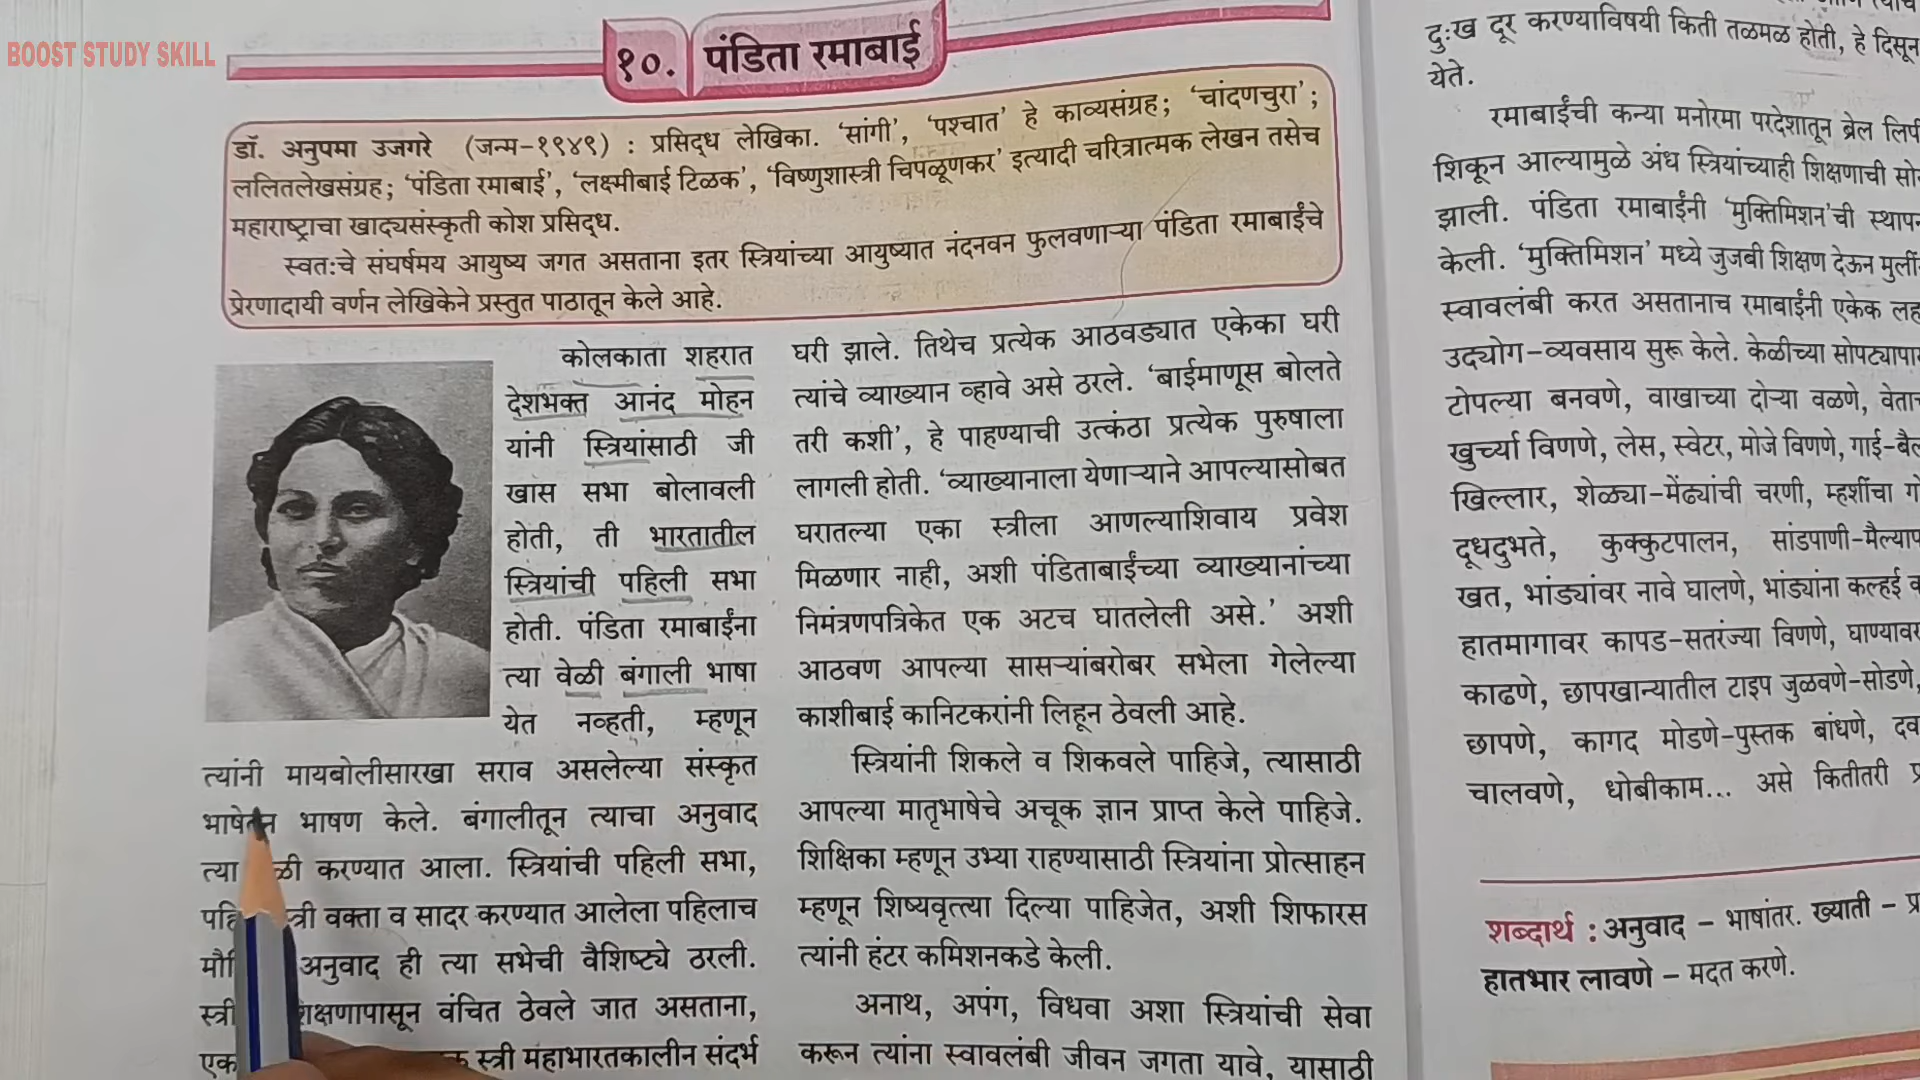 BOOST STUDY SKILL
१०. पंडिता रमाबाई
डॉ. अनुपमा उजगरे (जन्म-१९४९) : प्रसिद्ध लेखिका. ‘सांगी’, ‘पश्चात’ हे काव्यसंग्रह; ‘चांदणचुरा’;
ललितलेखसंग्रह; ‘पंडिता रमाबाई’, ‘लक्ष्मीबाई टिळक’, ‘विष्णुशास्त्री चिपळूणकर’ इत्यादी चरित्रात्मक लेखन तसेच
महाराष्ट्राचा खाद्यसंस्कृती कोश प्रसिद्ध.
स्वत:चे संघर्षमय आयुष्य जगत असताना इतर स्त्रियांच्या आयुष्यात नंदनवन फुलवणाऱ्या पंडिता रमाबाईंचे
प्रेरणादायी वर्णन लेखिकेने प्रस्तुत पाठातून केले आहे.
कोलकाता शहरात
देशभक्त आनंद मोहन
यांनी स्त्रियांसाठी जी
खास सभा बोलावली
होती, ती भारतातील
स्त्रियांची पहिली सभा
होती. पंडिता रमाबाईंना
त्या वेळी बंगाली भाषा
येत नव्हती, म्हणून
त्यांनी मायबोलीसारखा सराव असलेल्या संस्कृत
भाषेतून भाषण केले. बंगालीतून त्याचा अनुवाद
त्या करण्यात आला. स्त्रियांची पहिली सभा,
वक्ता व सादर करण्यात आलेला पहिलाच
अनुवाद ही त्या सभेची वैशिष्ट्ये ठरली.
वंचित ठेवले जात असताना,
स्त्री महाभारतकालीन संदर्भ
घरी झाले. तिथेच प्रत्येक आठवड्यात एकेका घरी
त्यांचे व्याख्यान व्हावे असे ठरले. ‘बाईमाणूस बोलते
तरी कशी’, हे पाहण्याची उत्कंठा प्रत्येक पुरुषाला
लागली होती. ‘व्याख्यानाला येणाऱ्याने आपल्यासोबत
घरातल्या एका स्त्रीला आणल्याशिवाय प्रवेश
मिळणार नाही, अशी पंडिताबाईंच्या व्याख्यानांच्या
निमंत्रणपत्रिकेत एक अटच घातलेली असे.’ अशी
आठवण आपल्या सासऱ्यांबरोबर सभेला गेलेल्या
काशीबाई कानिटकरांनी लिहून ठेवली आहे.
स्त्रियांनी शिकले व शिकवले पाहिजे, त्यासाठी
आपल्या मातृभाषेचे अचूक ज्ञान प्राप्त केले पाहिजे.
शिक्षिका म्हणून उभ्या राहण्यासाठी स्त्रियांना प्रोत्साहन
म्हणून शिष्यवृत्त्या दिल्या पाहिजेत, अशी शिफारस
त्यांनी हंटर कमिशनकडे केली.
अनाथ, अपंग, विधवा अशा स्त्रियांची सेवा
करून त्यांना स्वावलंबी जीवन जगता यावे, यासाठी
दु:ख दूर करण्याविषयी किती तळमळ होती, हे दिसून
येते.
रमाबाईंची कन्या मनोरमा परदेशातून ब्रेल लिपी
शिकून आल्यामुळे अंध स्त्रियांच्याही शिक्षणाची
झाली. पंडिता रमाबाईंनी ‘मुक्तिमिशन’ची
केली. ‘मुक्तिमिशन’ मध्ये जुजबी शिक्षण देऊन
स्वावलंबी करत असतानाच रमाबाईंनी एकेक
उद्योग-व्यवसाय सुरू केले. केळीच्या
टोपल्या बनवणे, वाखाच्या दोऱ्या वळणे,
खुर्च्या विणणे, लेस, स्वेटर, मोजे विणणे,
खिल्लार, शेळ्या-मेंढ्यांची चरणी, म्हशींचा
दूधदुभते, कुक्कुटपालन,
खत, भांड्यांवर नावे घालणे, भांड्यांना कल्हई
हातमागावर कापड-सतरंज्या विणणे,
काढणे, छापखान्यातील टाइप जुळवणे-सोडणे,
छापणे, कागद मोडणे-पुस्तक बांधणे,
चालवणे, धोबीकाम... असे कितीतरी
शब्दार्थ : अनुवाद – भाषांतर. ख्याती –
हातभार लावणे – मदत करणे.